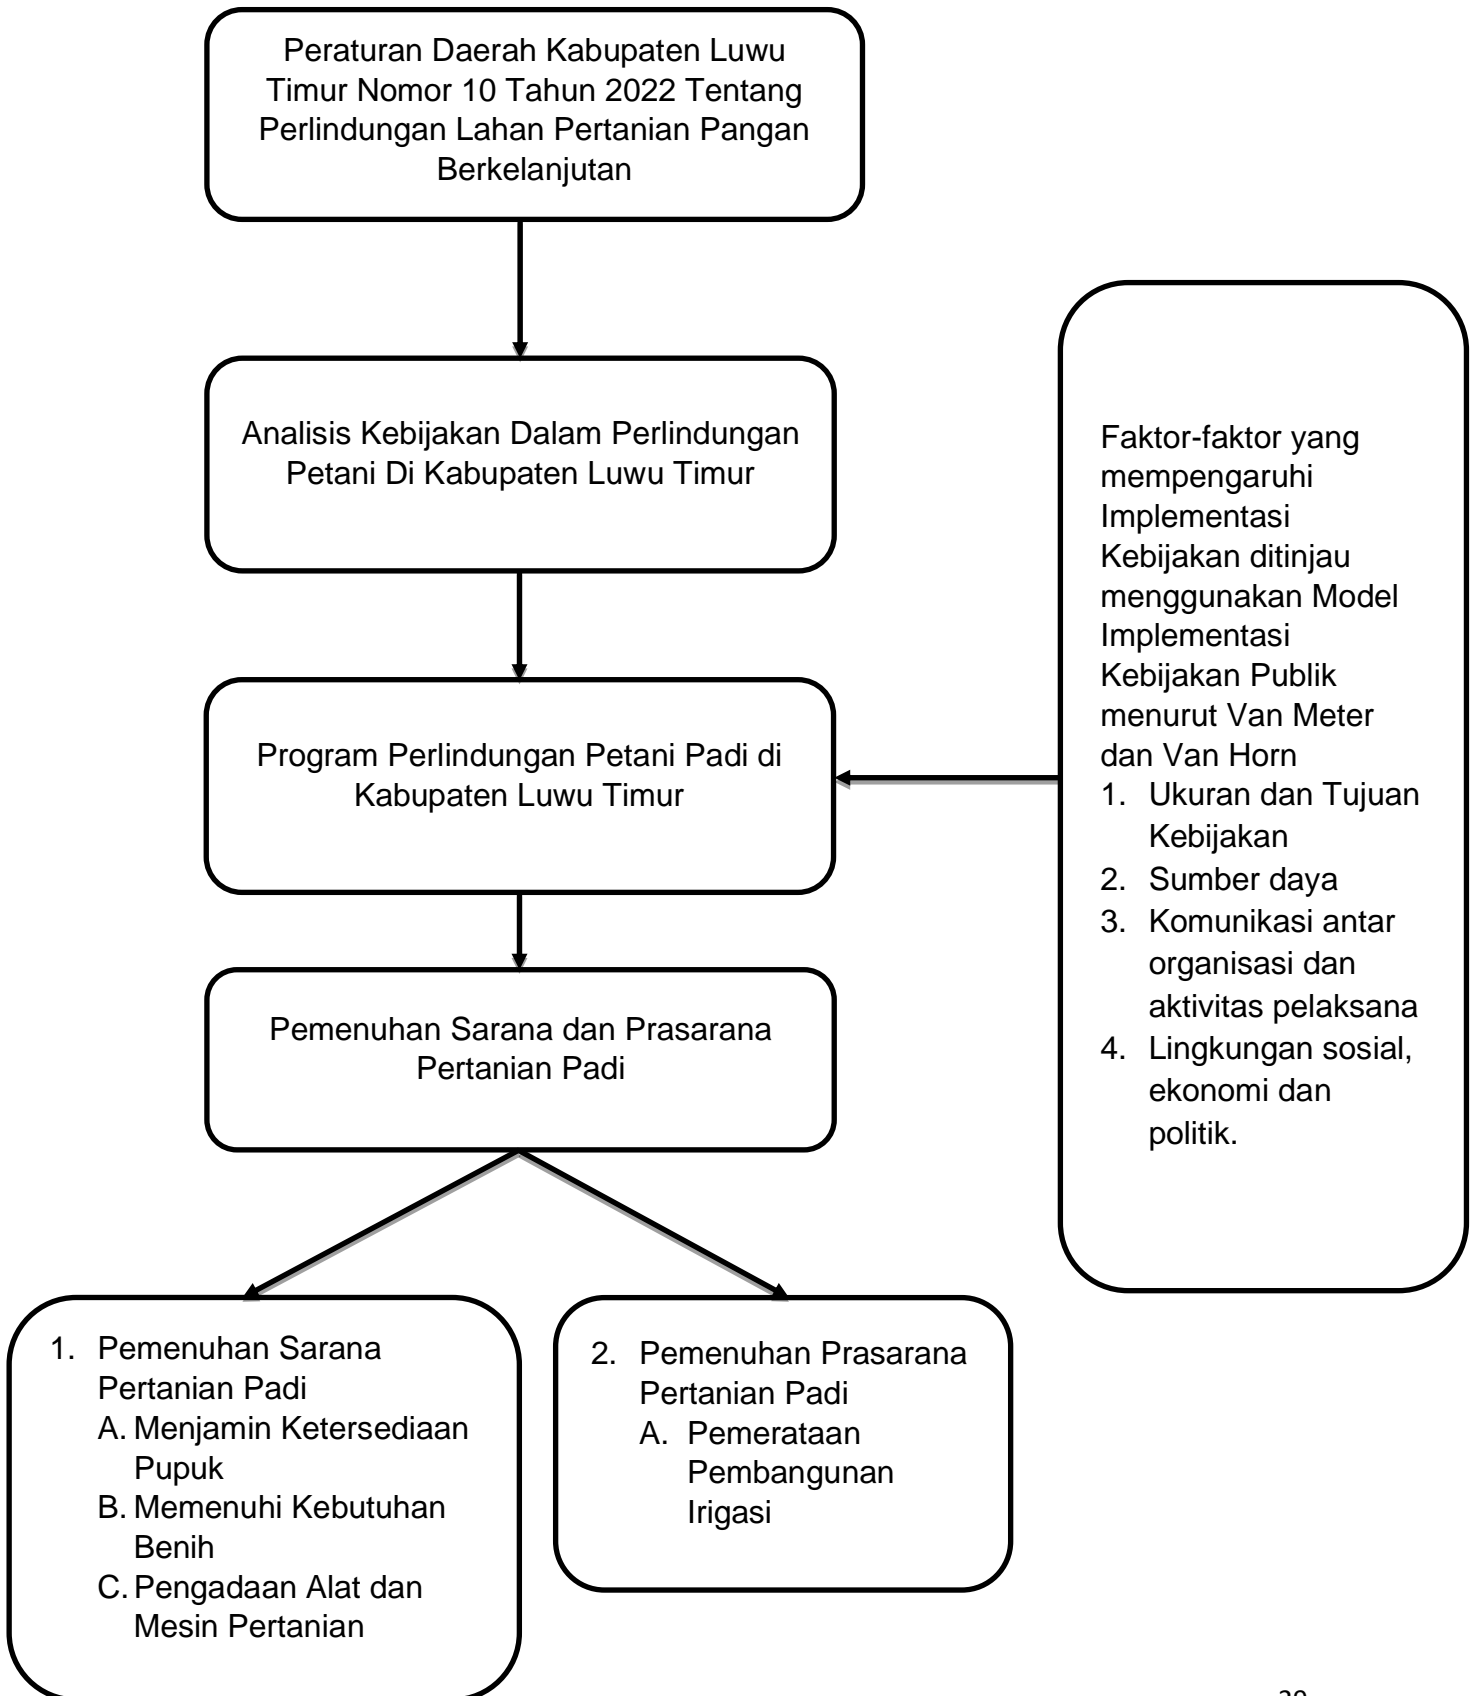 Peraturan Daerah Kabupaten Luwu
Timur Nomor 10 Tahun 2022 Tentang
Perlindungan Lahan Pertanian Pangan
Berkelanjutan
Analisis Kebijakan Dalam Perlindungan
Petani Di Kabupaten Luwu Timur
Program Perlindungan Petani Padi di
Kabupaten Luwu Timur
Pemenuhan Sarana dan Prasarana
Pertanian Padi
Faktor-faktor yang
mempengaruhi
Implementasi
Kebijakan ditinjau
menggunakan Model
Implementasi
Kebijakan Publik
menurut Van Meter
dan Van Horn
1. Ukuran dan Tujuan
Kebijakan
2. Sumber daya
3. Komunikasi antar
organisasi dan
aktivitas pelaksana
4. Lingkungan sosial,
ekonomi dan
politik.
1. Pemenuhan Sarana
Pertanian Padi
A. Menjamin Ketersediaan
Pupuk
B. Memenuhi Kebutuhan
Benih
C. Pengadaan Alat dan
Mesin Pertanian
2. Pemenuhan Prasarana
Pertanian Padi
A. Pemerataan
Pembangunan
Irigasi